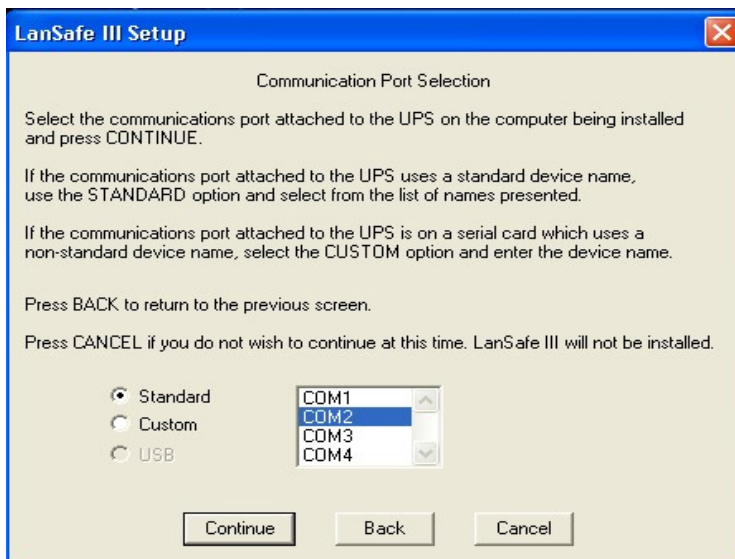 LanSafe III Setup
Communication Port Selection
Select the communications port attached to the UPS on the computer being installed
and press CONTINUE.
If the communications port attached to the UPS uses a standard device name,
use the STANDARD option and select from the list of names presented.
If the communications port attached to the UPS is on a serial card which uses a
non-standard device name, select the CUSTOM option and enter the device name.
Press BACK to return to the previous screen.
Press CANCEL if you do not wish to continue at this time. LanSafe III will not be installed.
Standard
Custom
USB
COM1
COM2
COM3
COM4
Continue
Back
Cancel